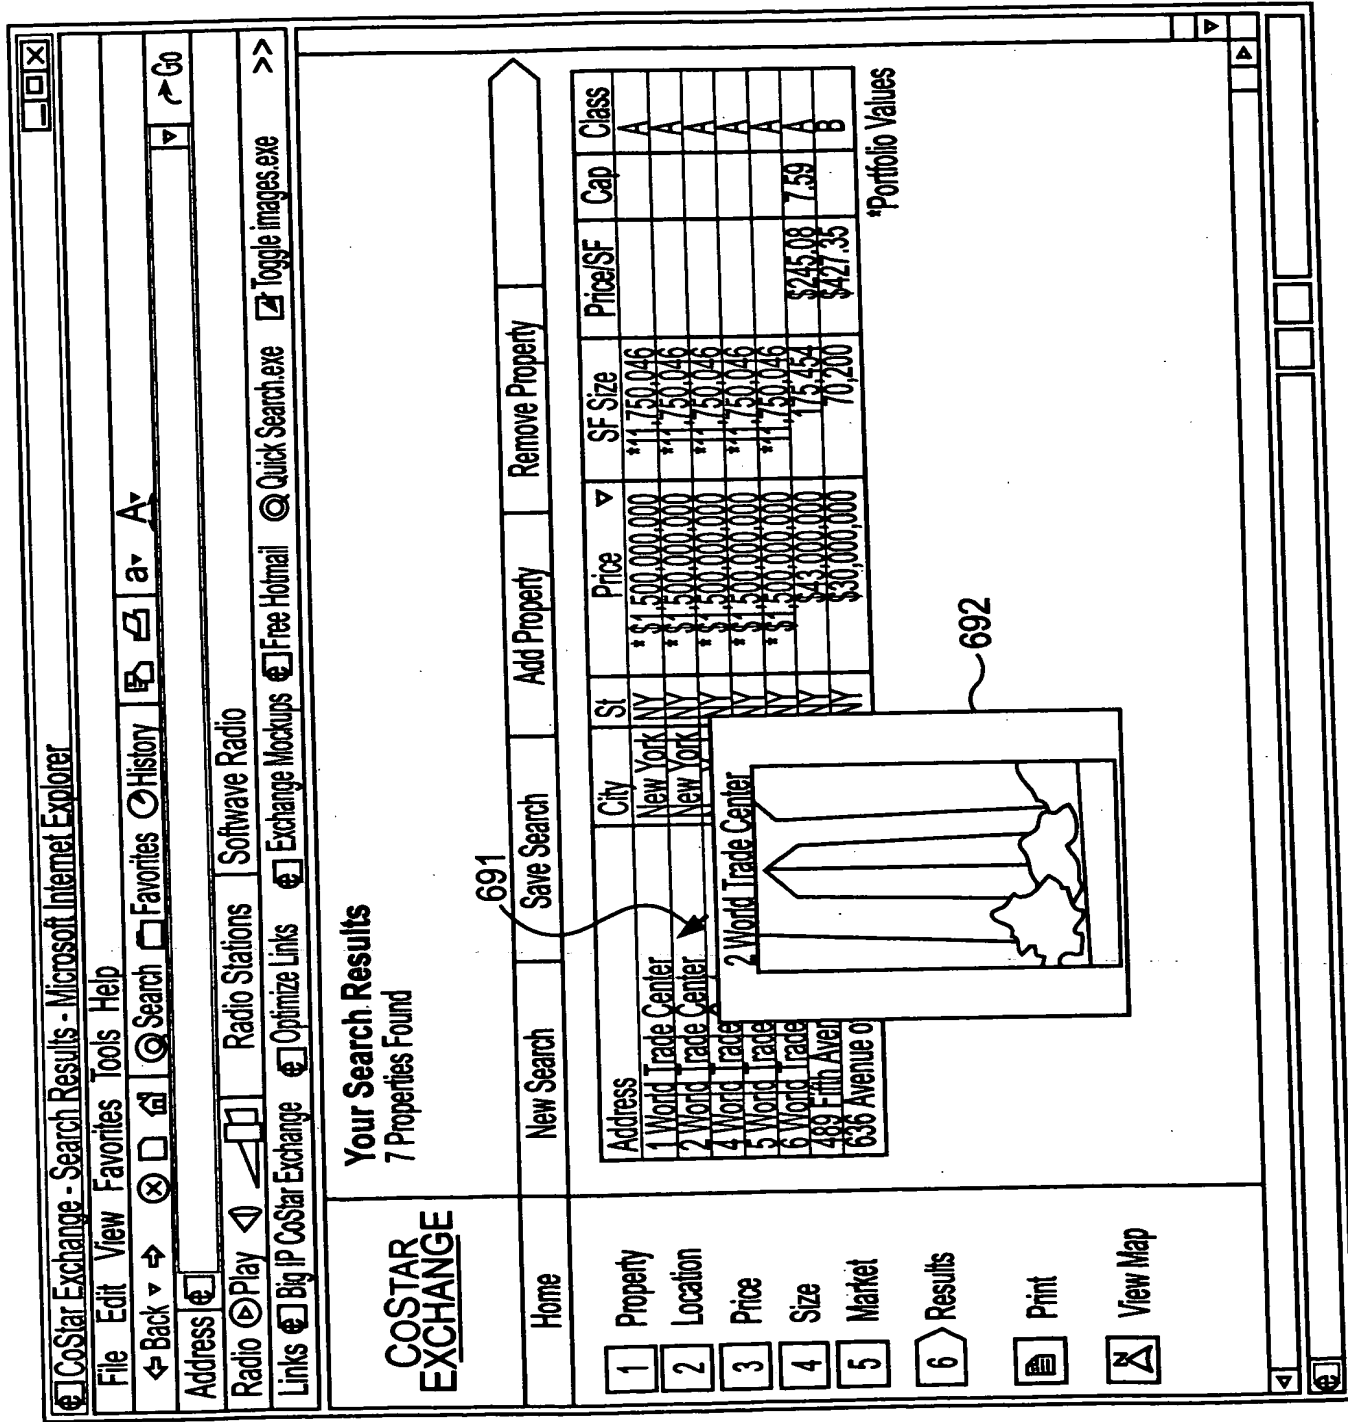 CoStar Exchange - Search Results - Microsoft Internet Explorer
File Edit View Favorites Tools Help
Back Search Favorites History a A
Address Go
Radio Play Radio Stations Softwave Radio
Links Big IP CoStar Exchange Optimize Links Exchange Mockups Free Hotmail Quick Search.exe Toggle images.exe >>
COSTAR
EXCHANGE
Your Search Results
7 Properties Found
Home New Search Save Search Add Property Remove Property
691
1 Property
2 Location
3 Price
4 Size
5 Market
6 Results
Print
N View Map
Address City St Price SF Size Price/SF Cap Class
1 World Trade Center New York NY * $1,500,000,000 *11,750,046 A
2 World Trade Center New York NY * $1,500,000,000 *11,750,046 A
4 World Trade NY * $1,500,000,000 *11,750,046 A
5 World Trade NY * $1,500,000,000 *11,750,046 A
6 World Trade NY * $1,500,000,000 *11,750,046 A
489 Fifth Aven NY $43,000,000 175,454 $245.08 7.59 A
636 Avenue o NY $30,000,000 70,200 $427.35 B
*Portfolio Values
2 World Trade Center
692